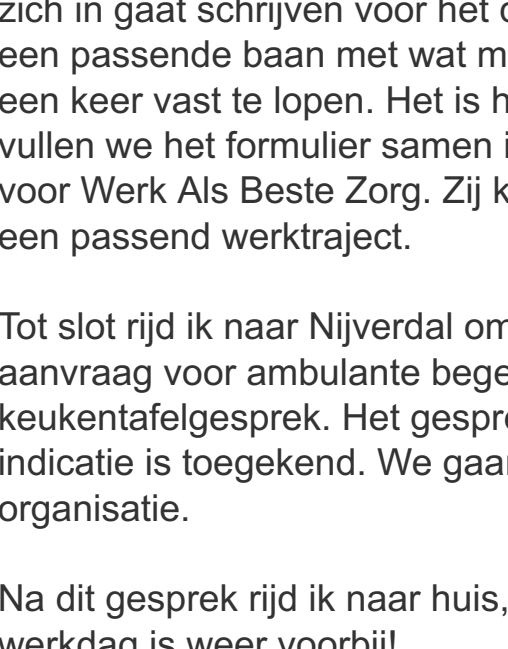 zich in gaat schrijven voor het
een passende baan met wat
een keer vast te lopen. Het is
vullen we het formulier samen
voor Werk Als Beste Zorg. Zij
een passend werktraject.
Tot slot rijd ik naar Nijverdal om
aanvraag voor ambulante
keukentafelgesprek. Het
indicatie is toegekend. We
organisatie.
Na dit gesprek rijd ik naar huis,
werkdag is weer voorbij!